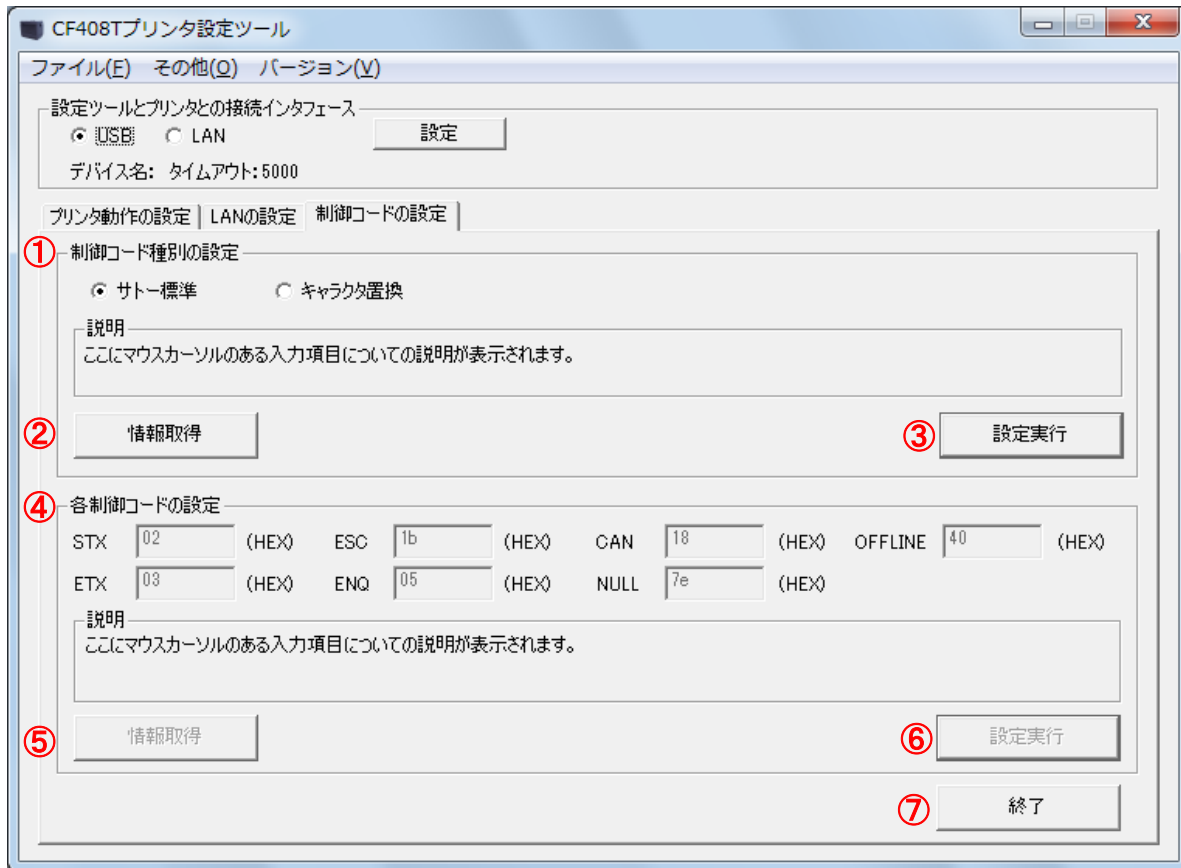 CF408Tプリンタ設定ツール
ファイル(F) その他(O) バージョン(V)
設定ツールとプリンタとの接続インタフェース
USB LAN 設定
デバイス名: タイムアウト:5000
プリンタ動作の設定 LANの設定 制御コードの設定
① 制御コード種別の設定
サトー標準 キャラクタ置換
説明
ここにマウスカーソルのある入力項目についての説明が表示されます。
② 情報取得 ③ 設定実行
④ 各制御コードの設定
STX 02 (HEX) ESC 1b (HEX) CAN 18 (HEX) OFFLINE 40 (HEX)
ETX 03 (HEX) ENQ 05 (HEX) NULL 7e (HEX)
説明
ここにマウスカーソルのある入力項目についての説明が表示されます。
⑤ 情報取得 ⑥ 設定実行
⑦ 終了